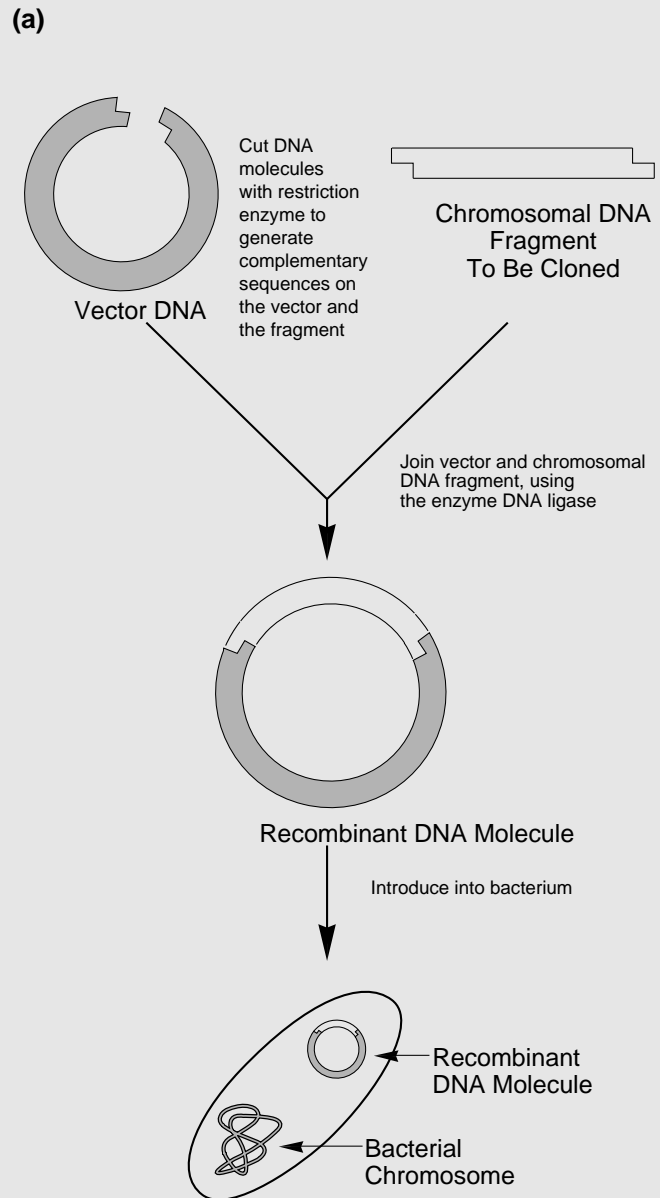 (a)
Cut DNA
molecules
with restriction
enzyme to
generate
complementary
sequences on
the vector and
the fragment
Chromosomal DNA
Fragment
To Be Cloned
Vector DNA
Join vector and chromosomal
DNA fragment, using
the enzyme DNA ligase
Recombinant DNA Molecule
Introduce into bacterium
Recombinant
DNA Molecule
Bacterial
Chromosome